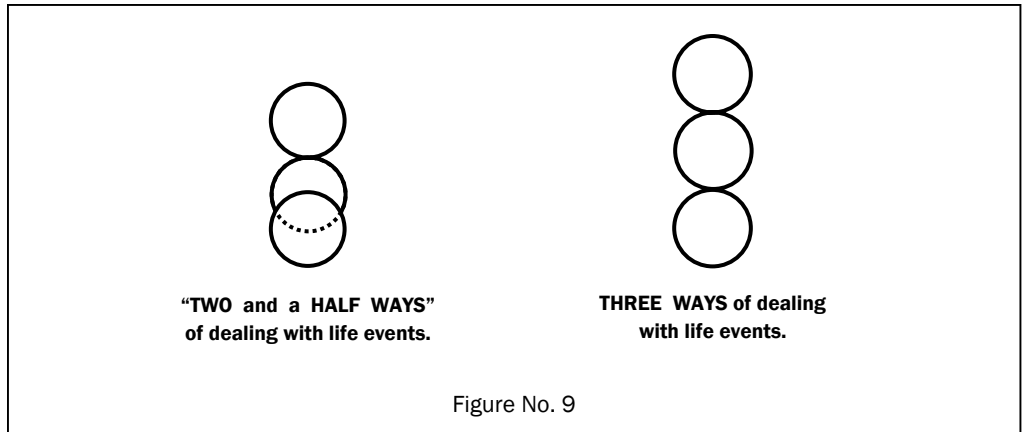 “TWO and a HALF WAYS”
of dealing with life events.
THREE WAYS of dealing
with life events.
Figure No. 9